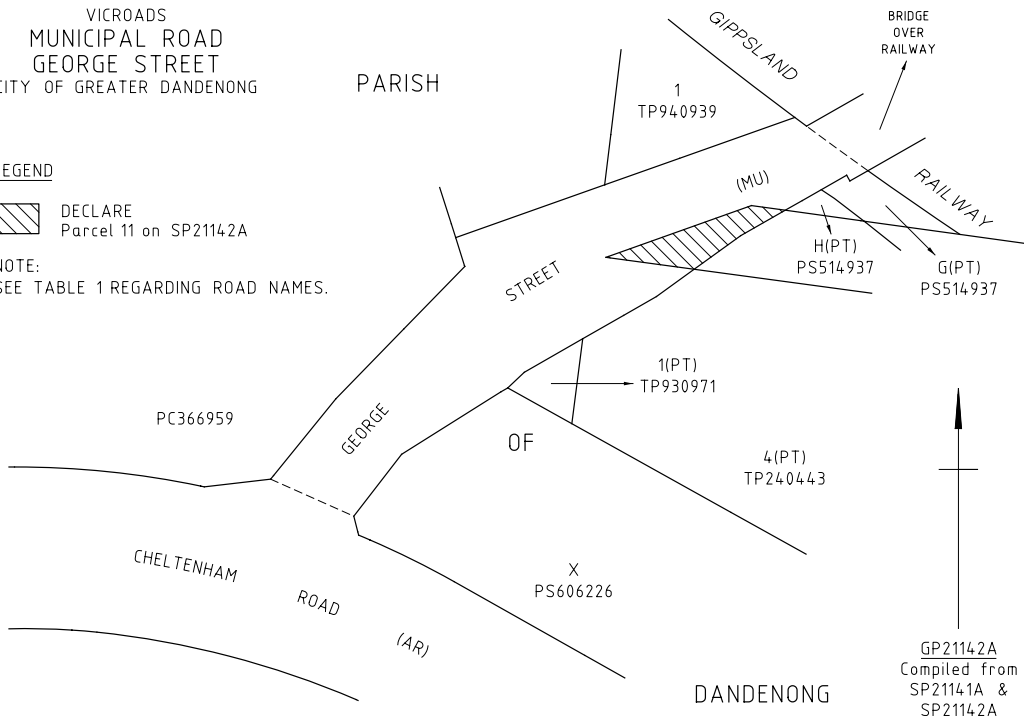 VICROADS
MUNICIPAL ROAD
GEORGE STREET
CITY OF GREATER DANDENONG
PARISH
1
TP940939
GIPPSLAND
BRIDGE
OVER
RAILWAY
LEGEND
DECLARE
Parcel 11 on SP21142A
NOTE:
SEE TABLE 1 REGARDING ROAD NAMES.
(MU)
RAILWAY
H(PT)
PS514937
G(PT)
PS514937
STREET
1(PT)
TP930971
PC366959
GEORGE
OF
4(PT)
TP240443
CHELTENHAM
ROAD
(AR)
X
PS606226
DANDENONG
GP21142A
Compiled from
SP21141A &
SP21142A